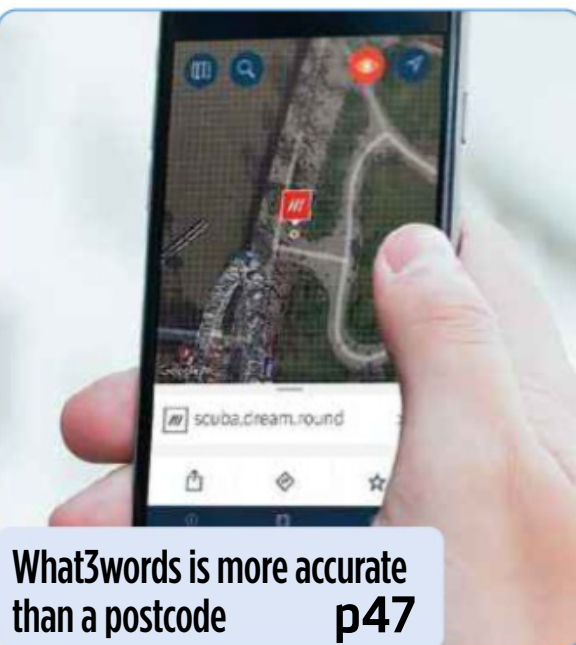 scuba.dream.round
What3words is more accurate
than a postcode p47